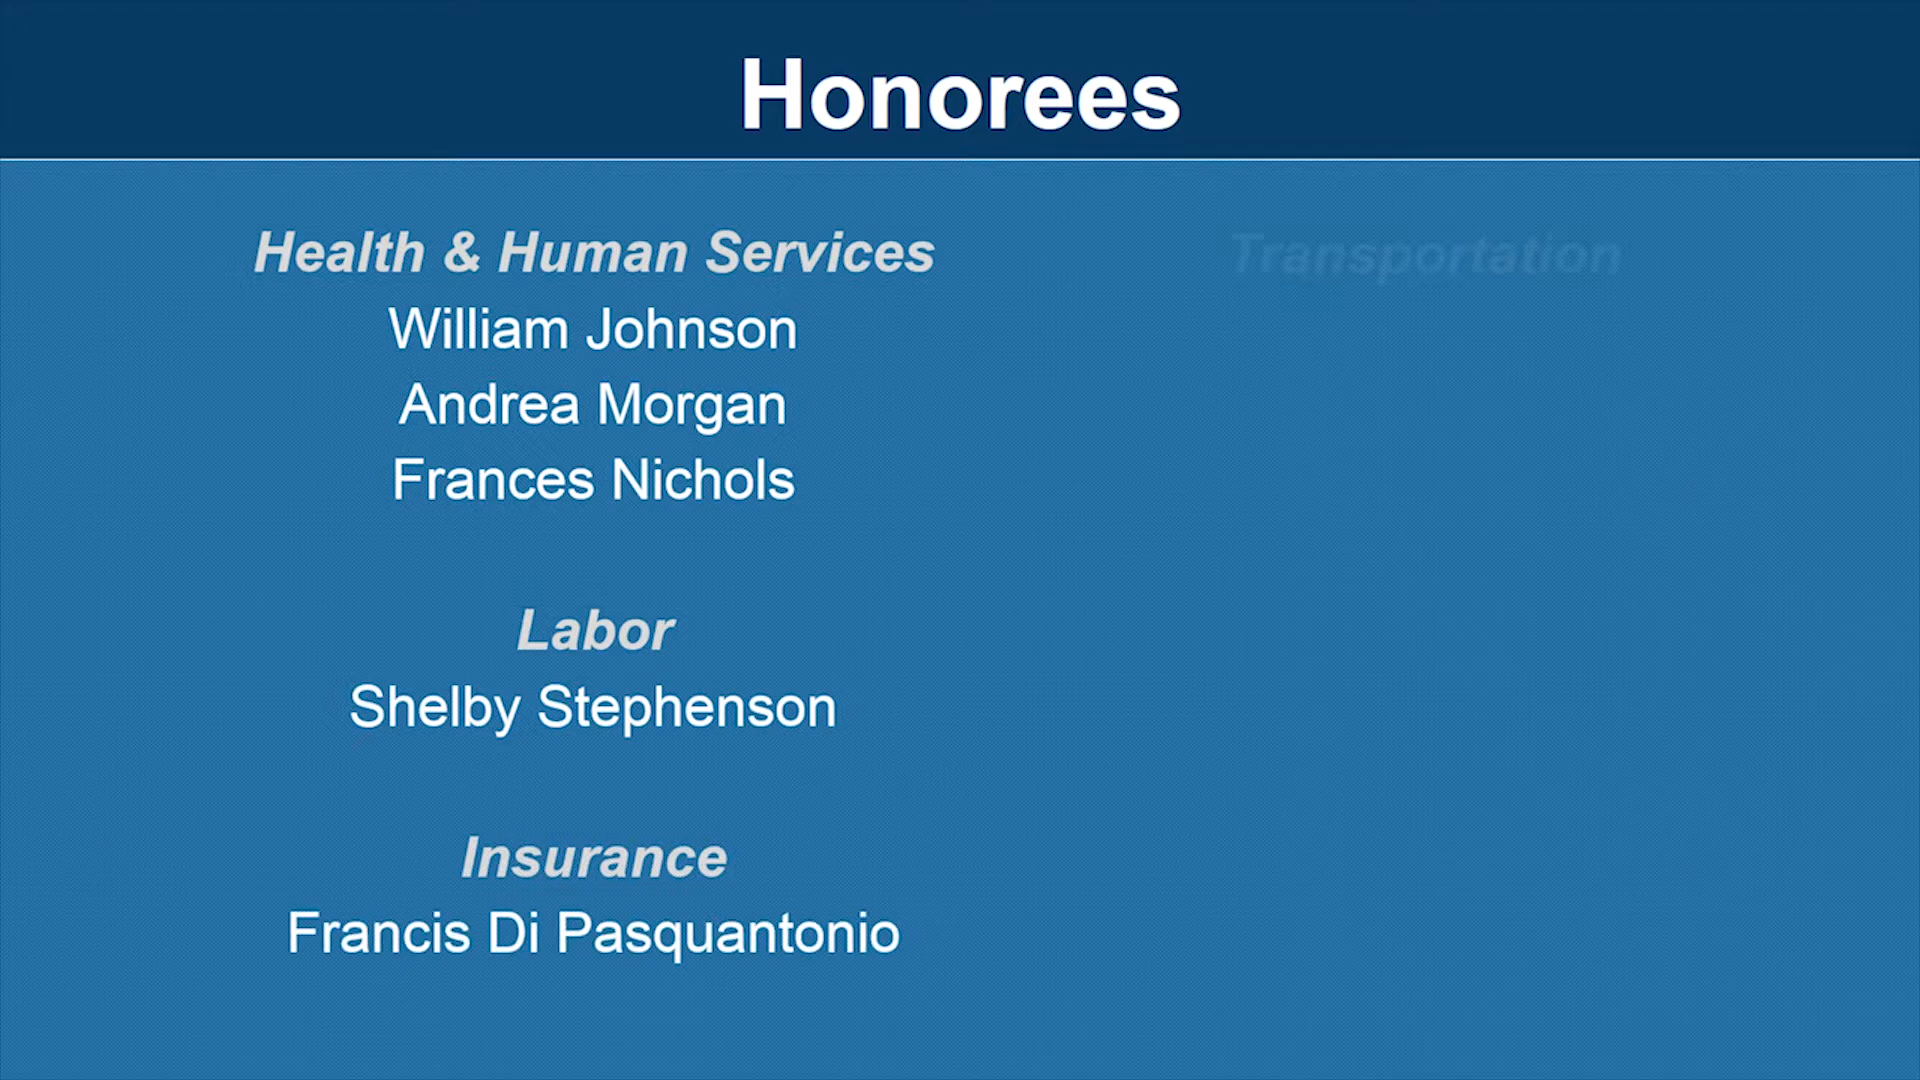 Honorees
Health & Human Services
William Johnson
Andrea Morgan
Frances Nichols
Labor
Shelby Stephenson
Insurance
Francis Di Pasquantonio
Transportation